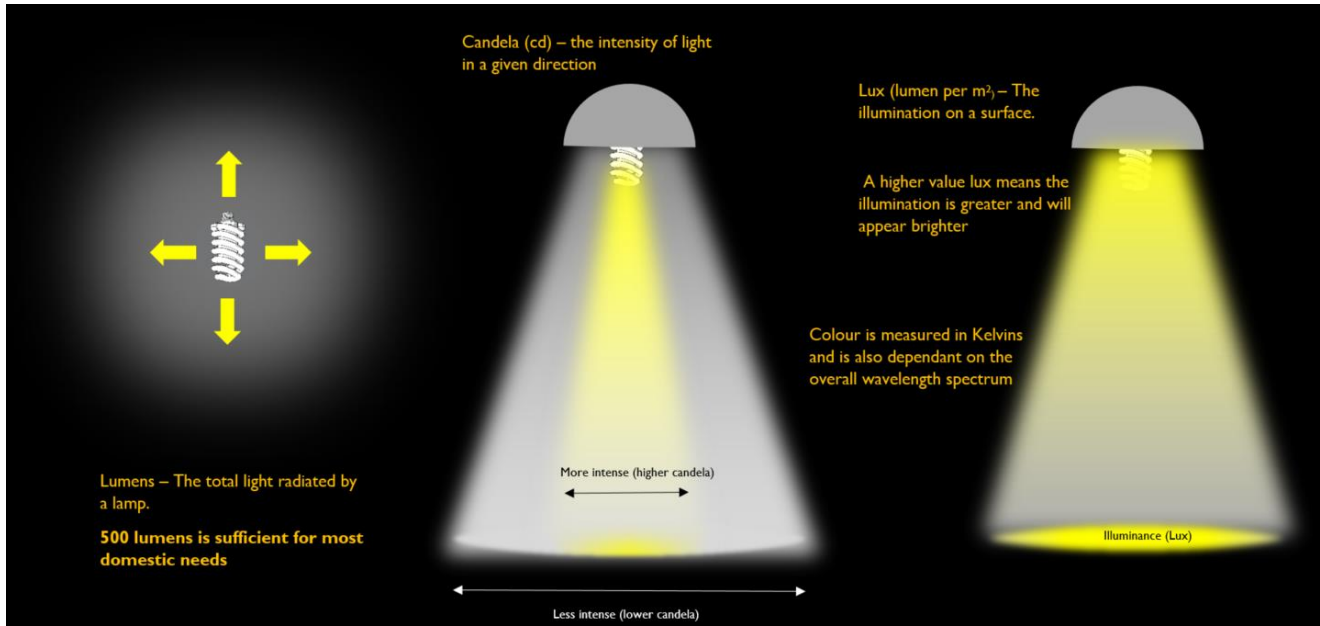 Candela (cd) – the intensity of light
in a given direction
Lux (lumen per m²) – The
illumination on a surface.
A higher value lux means the
illumination is greater and will
appear brighter
Colour is measured in Kelvins
and is also dependant on the
overall wavelength spectrum
Lumens – The total light radiated by
a lamp.
500 lumens is sufficient for most
domestic needs
More intense (higher candela)
Less intense (lower candela)
Illuminance (Lux)